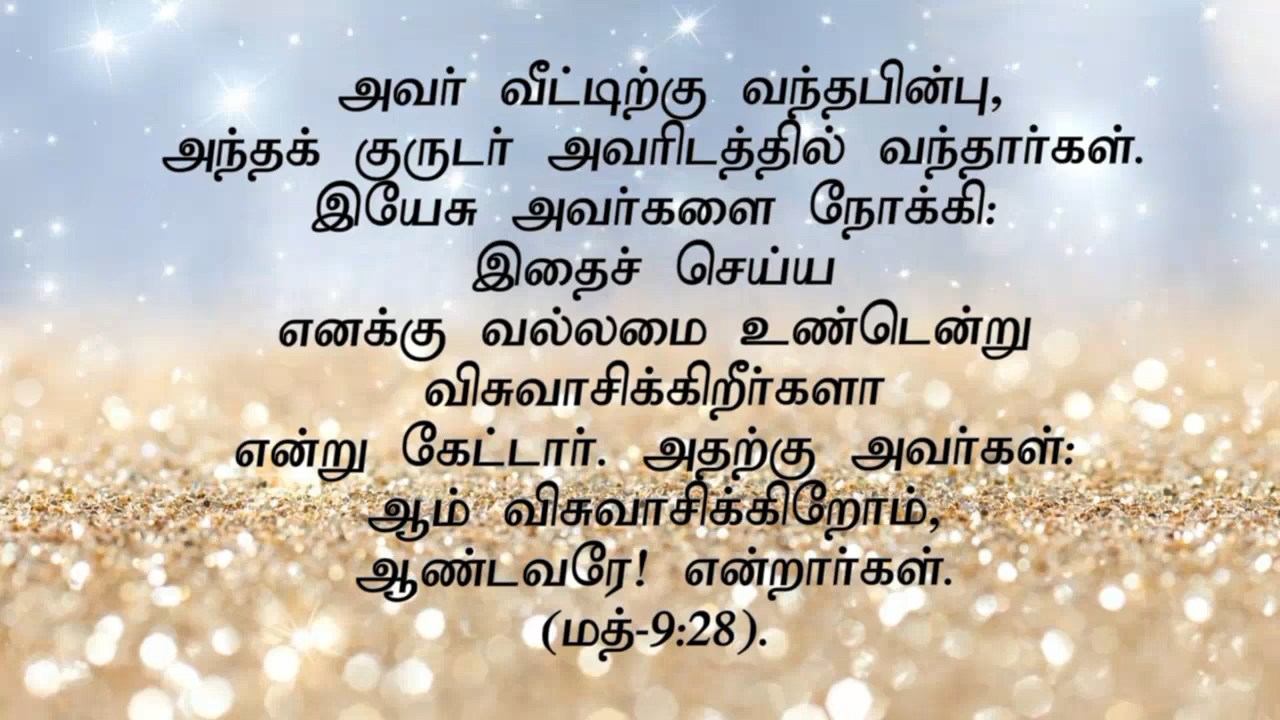 அவர் வீட்டிற்கு வந்தபின்பு,
அந்தக் குருடர் அவரிடத்தில் வந்தார்கள்.
இயேசு அவர்களை நோக்கி:
இதைச் செய்ய
எனக்கு வல்லமை உண்டென்று
விசுவாசிக்கிறீர்களா
என்று கேட்டார். அதற்கு அவர்கள்:
ஆம் விசுவாசிக்கிறோம்,
ஆண்டவரே! என்றார்கள்.
(மத்-9:28).